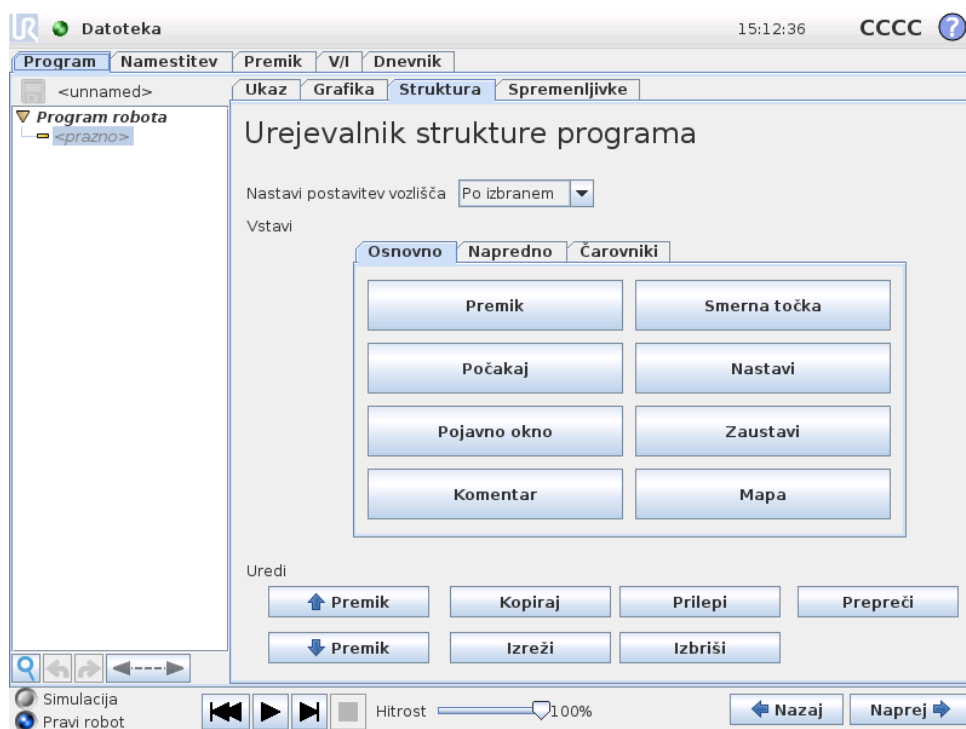 UR Datoteka 15:12:36 CCCC ?
Program Namestitev Premik V/I Dnevnik
<unnamed>
Ukaz Grafika Struktura Spremenljivke
Program robota
<prazno>
Urejevalnik strukture programa
Nastavi postavitev vozlišča Po izbranem
Vstavi
Osnovno Napredno Čarovniki
Premik Smerna točka
Počakaj Nastavi
Pojavno okno Zaustavi
Komentar Mapa
Uredi
Premik Kopiraj Prilepi Prepreči
Premik Izreži Izbriši
Simulacija
Pravi robot
Hitrost 100% Nazaj Naprej